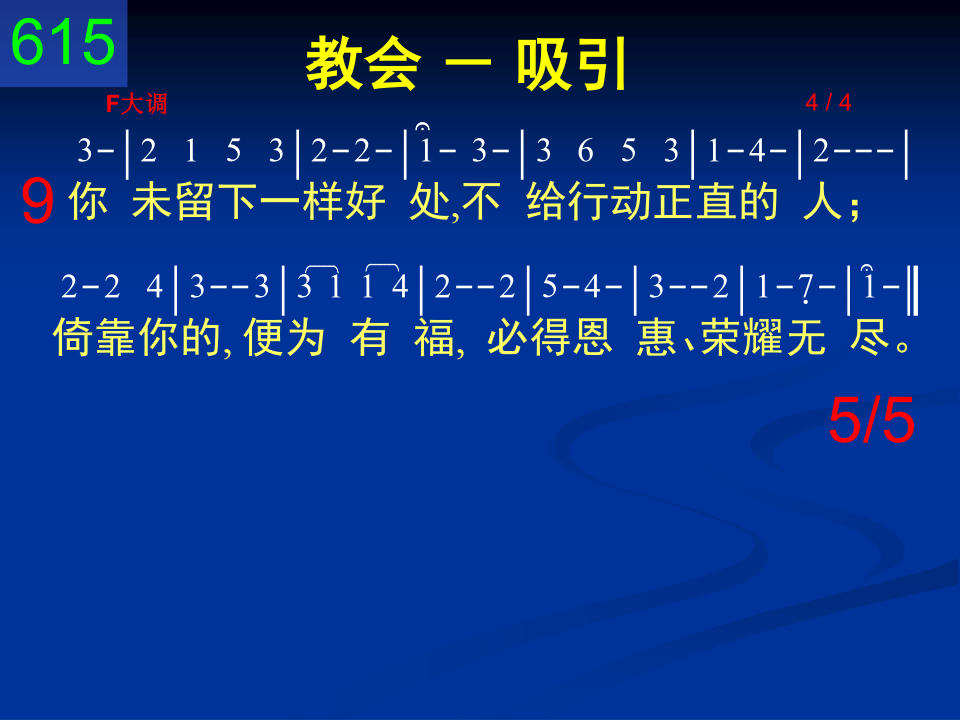 615
教会 － 吸引
F大调 4 / 4
3-|2 1 5 3|2-2-|1- 3-|3 6 5 3|1-4-|2---|
9 你 未留下一样好 处,不 给行动正直的 人；
2-2 4|3--3|3 1 1 4|2--2|5-4-|3--2|1-7̣-|1-‖
倚靠你的, 便为 有 福, 必得恩 惠、荣耀无 尽。
5/5